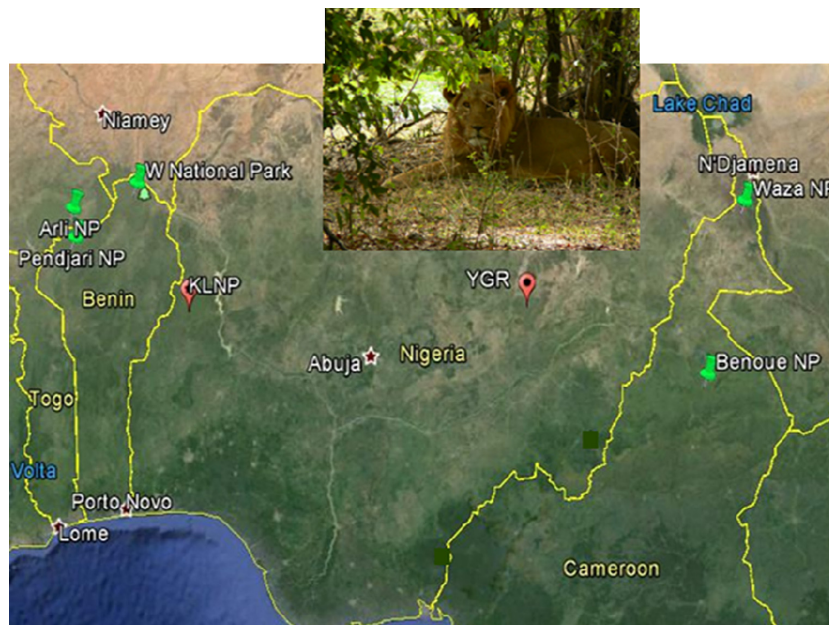 Lake Chad
Niamey
N'Djamena
W National Park
Waza NP
Arli NP
Pendjari NP
KLNP
YGR
Benin
Abuja
Nigeria
Benoue NP
Togo
Volta
Porto Novo
Lome
Cameroon